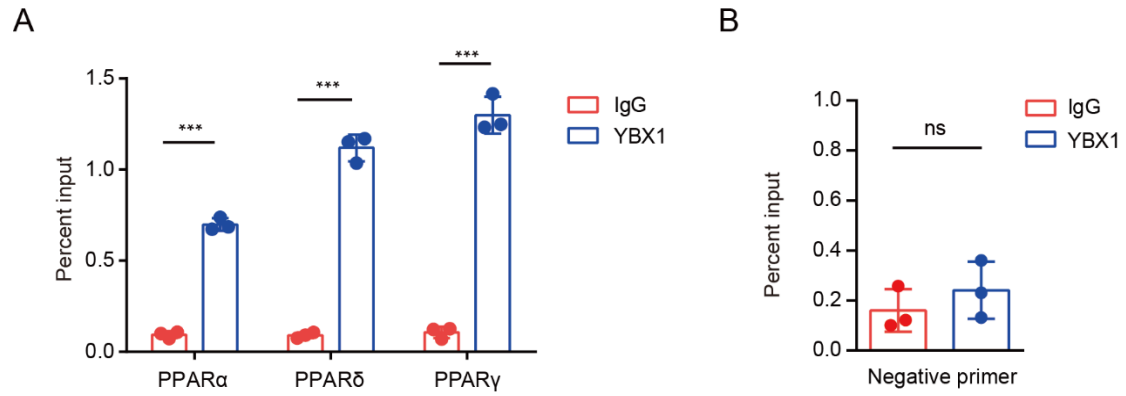 A
Percent input
1.5
1.0
0.5
0.0
***
***
***
PPARα
PPARδ
PPARγ
IgG
YBX1
B
Percent input
1.0
0.8
0.6
0.4
0.2
0.0
ns
Negative primer
IgG
YBX1